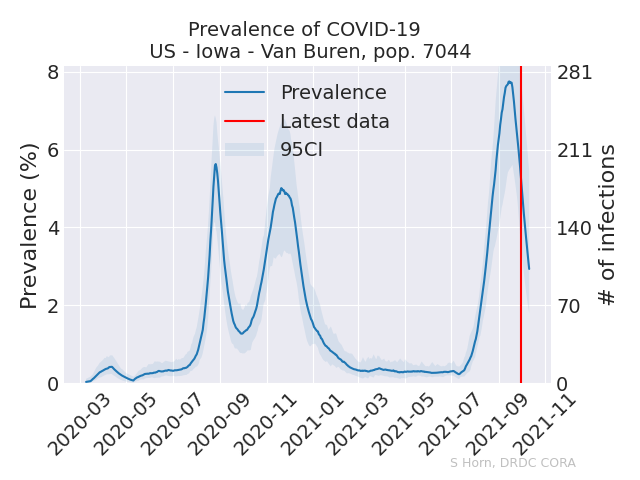 Prevalence of COVID-19
US - Iowa - Van Buren, pop. 7044
Prevalence (%)
8
6
4
2
0
Prevalence
Latest data
95CI
281
211
140
70
0
# of infections
2020-03
2020-05
2020-07
2020-09
2020-11
2021-01
2021-03
2021-05
2021-07
2021-09
2021-11
S Horn, DRDC CORA